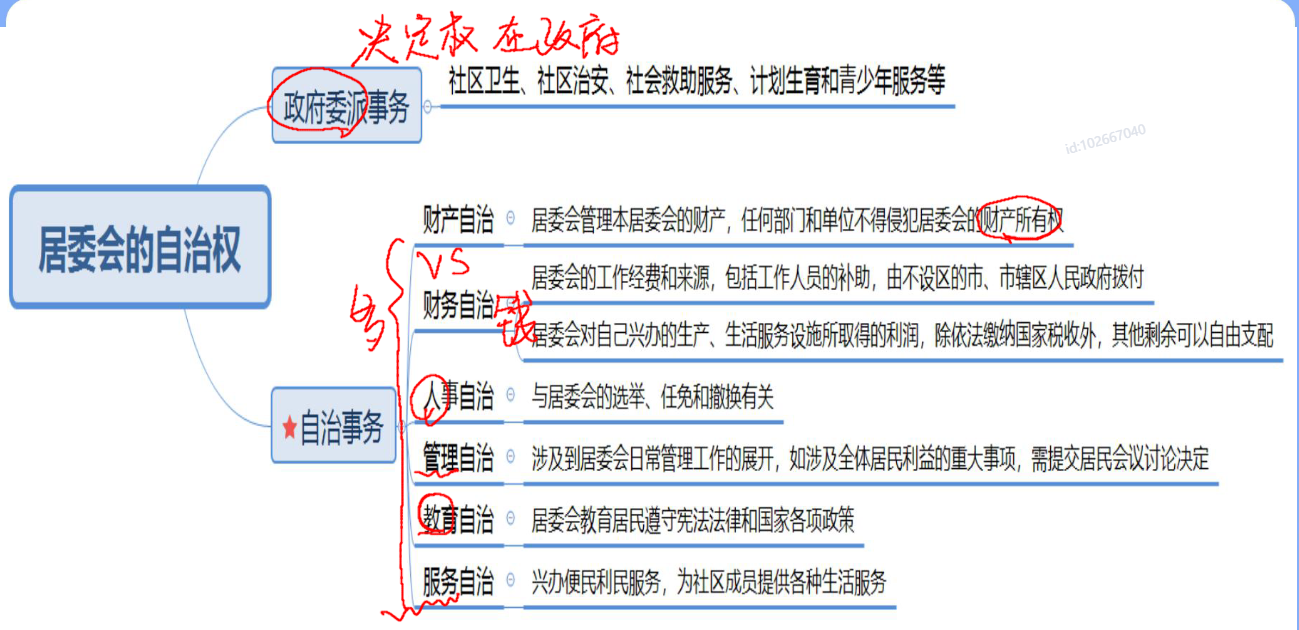 决定权在政府
政府委派事务
社区卫生、社区治安、社会救助服务、计划生育和青少年服务等
id:102667040
居委会的自治权
财产自治
居委会管理本居委会的财产，任何部门和单位不得侵犯居委会的财产所有权
VS
财务自治
钱
居委会的工作经费和来源，包括工作人员的补助，由不设区的市、市辖区人民政府拨付
居委会对自己兴办的生产、生活服务设施所取得的利润，除依法缴纳国家税收外，其他剩余可以自由支配
自治事务
人事自治
与居委会的选举、任免和撤换有关
管理自治
涉及到居委会日常管理工作的展开，如涉及全体居民利益的重大事项，需提交居民会议讨论决定
教育自治
居委会教育居民遵守宪法法律和国家各项政策
服务自治
兴办便民利民服务，为社区成员提供各种生活服务